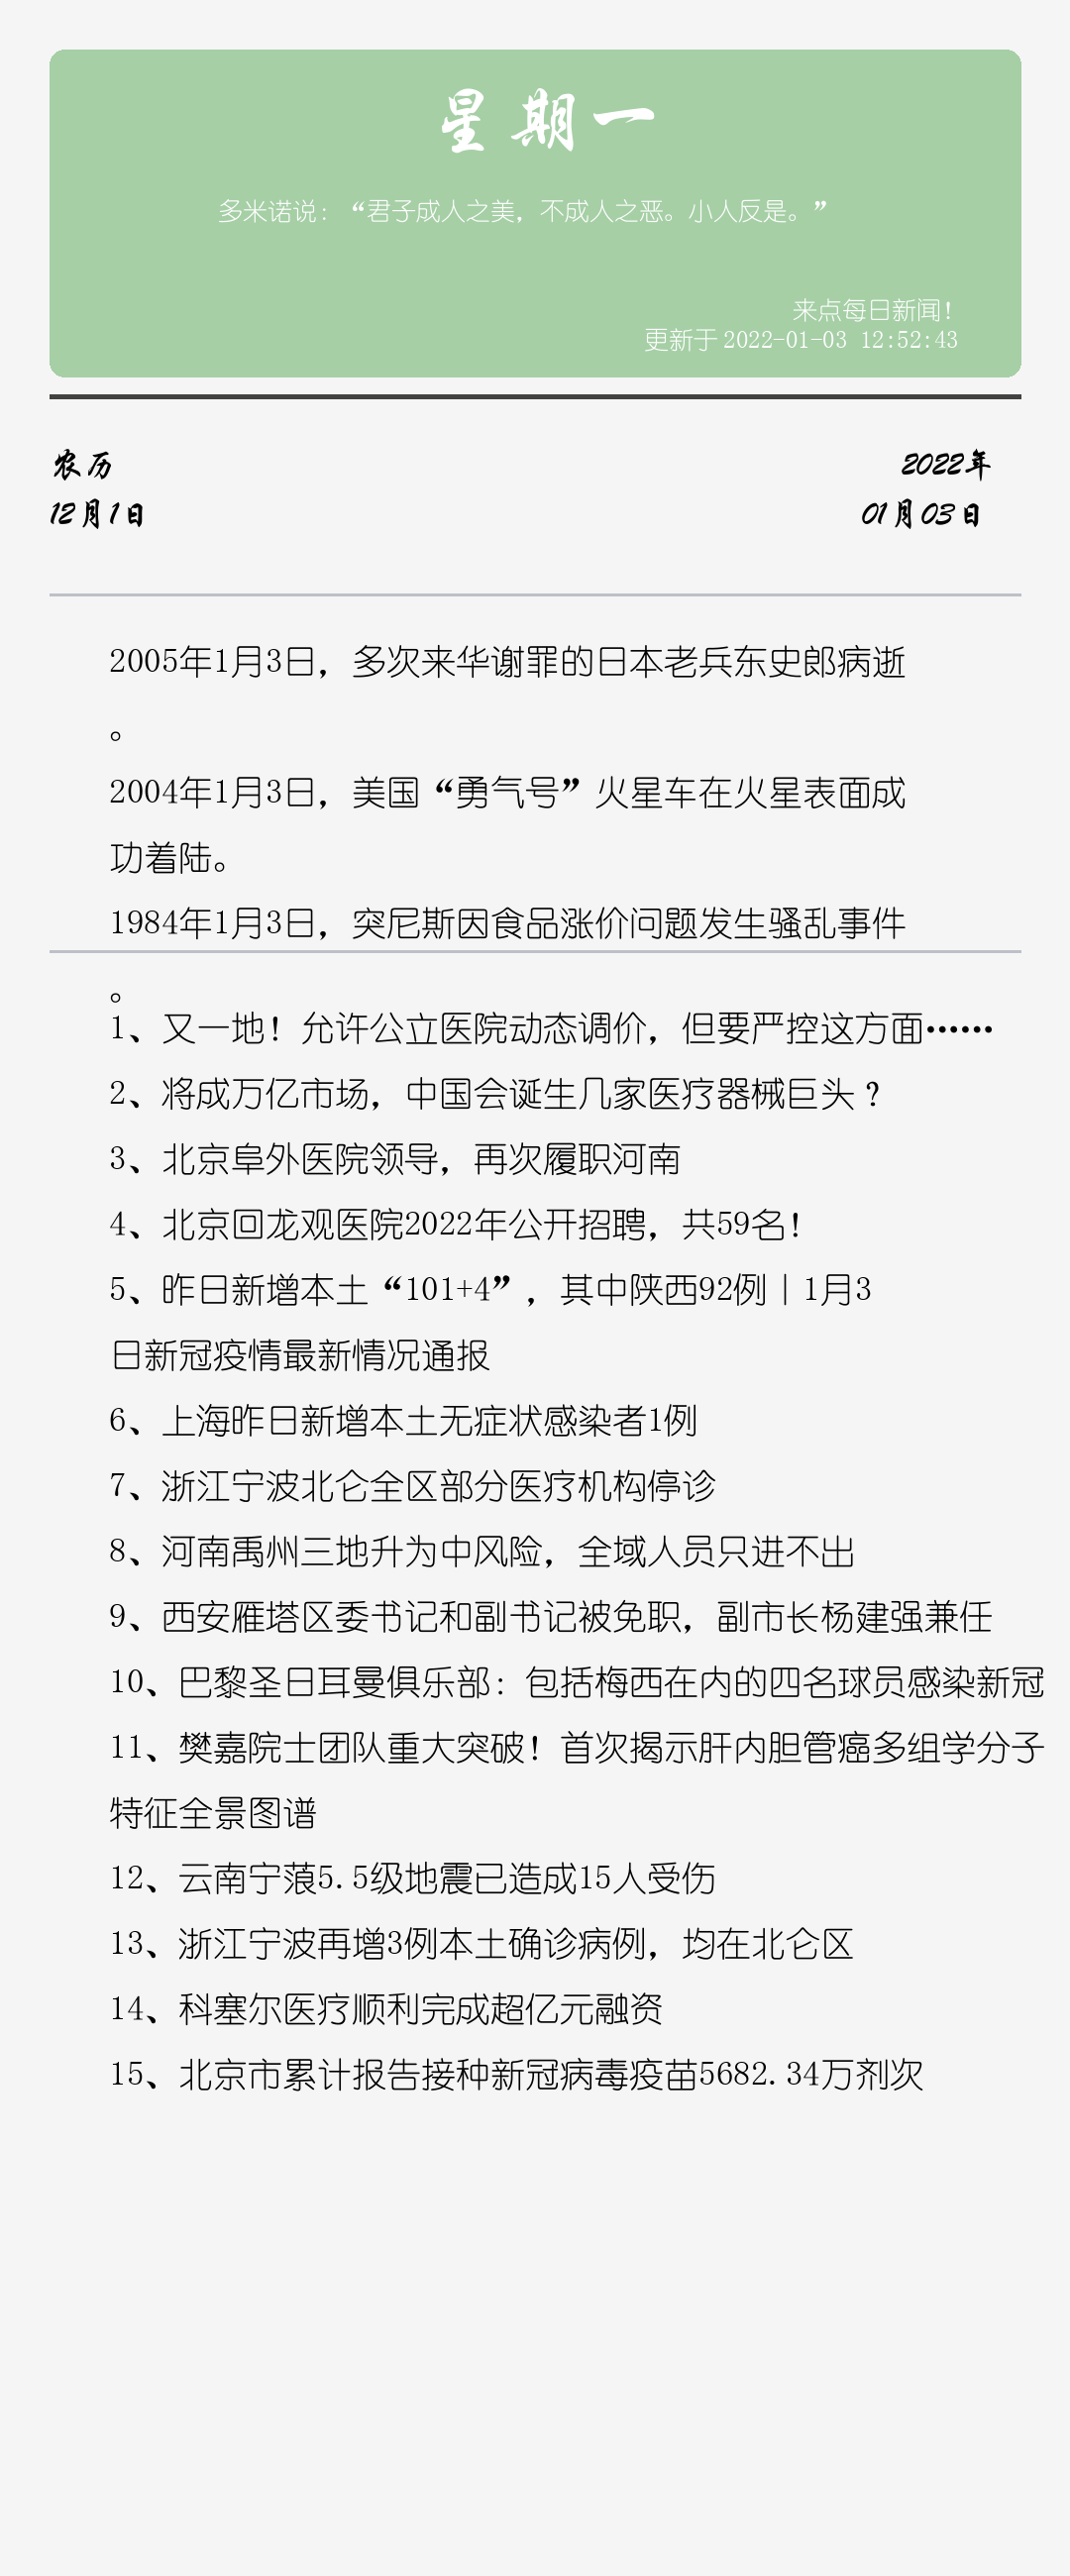 星期一
多米诺说：“君子成人之美，不成人之恶。小人反是。”
来点每日新闻！
更新于 2022-01-03 12:52:43
农历
2022年
12月1日
01月03日
2005年1月3日，多次来华谢罪的日本老兵东史郎病逝
。
2004年1月3日，美国“勇气号”火星车在火星表面成
功着陆。
1984年1月3日，突尼斯因食品涨价问题发生骚乱事件
。
1、又一地！允许公立医院动态调价，但要严控这方面……
2、将成万亿市场，中国会诞生几家医疗器械巨头？
3、北京阜外医院领导，再次履职河南
4、北京回龙观医院2022年公开招聘，共59名！
5、昨日新增本土“101+4”，其中陕西92例｜1月3
日新冠疫情最新情况通报
6、上海昨日新增本土无症状感染者1例
7、浙江宁波北仑全区部分医疗机构停诊
8、河南禹州三地升为中风险，全域人员只进不出
9、西安雁塔区委书记和副书记被免职，副市长杨建强兼任
10、巴黎圣日耳曼俱乐部：包括梅西在内的四名球员感染新冠
11、樊嘉院士团队重大突破！首次揭示肝内胆管癌多组学分子
特征全景图谱
12、云南宁蒗5.5级地震已造成15人受伤
13、浙江宁波再增3例本土确诊病例，均在北仑区
14、科塞尔医疗顺利完成超亿元融资
15、北京市累计报告接种新冠病毒疫苗5682.34万剂次